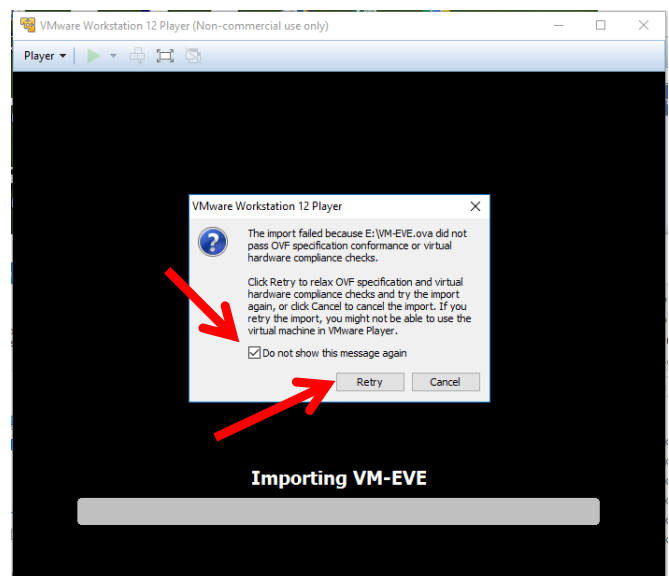 VMware Workstation 12 Player (Non-commercial use only)
Player
VMware Workstation 12 Player
The import failed because E:\VM-EVE.ova did not
pass OVF specification conformance or virtual
hardware compliance checks.
Click Retry to relax OVF specification and virtual
hardware compliance checks and try the import
again, or click Cancel to cancel the import. If you
retry the import, you might not be able to use the
virtual machine in VMware Player.
Do not show this message again
Retry Cancel
Importing VM-EVE